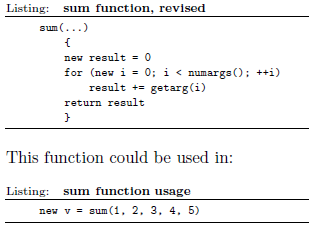 Listing: sum function, revised
sum(...)
{
new result = 0
for (new i = 0; i < numargs(); ++i)
result += getarg(i)
return result
}
This function could be used in:
Listing: sum function usage
new v = sum(1, 2, 3, 4, 5)